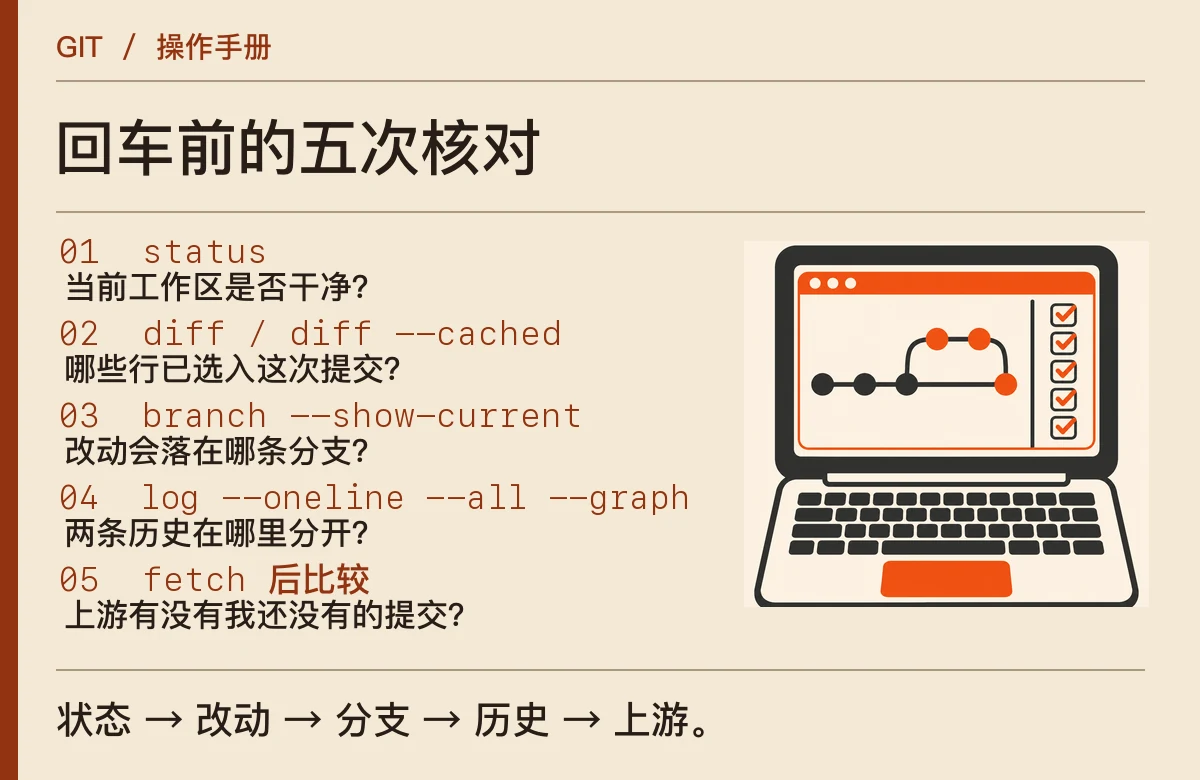 GIT / 操作手册
回车前的五次核对
01 status
当前工作区是否干净?
02 diff / diff --cached
哪些行已选入这次提交?
03 branch --show-current
改动会落在哪条分支?
04 log --oneline --all --graph
两条历史在哪里分开?
05 fetch 后比较
上游有没有我还没有的提交?
状态 → 改动 → 分支 → 历史 → 上游。